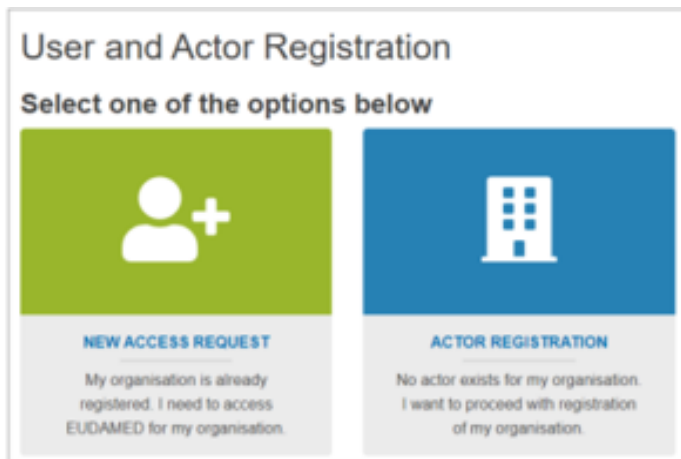 User and Actor Registration
Select one of the options below
NEW ACCESS REQUEST
My organisation is already
registered. I need to access
EUDAMED for my organisation.
ACTOR REGISTRATION
No actor exists for my organisation.
I want to proceed with registration
of my organisation.